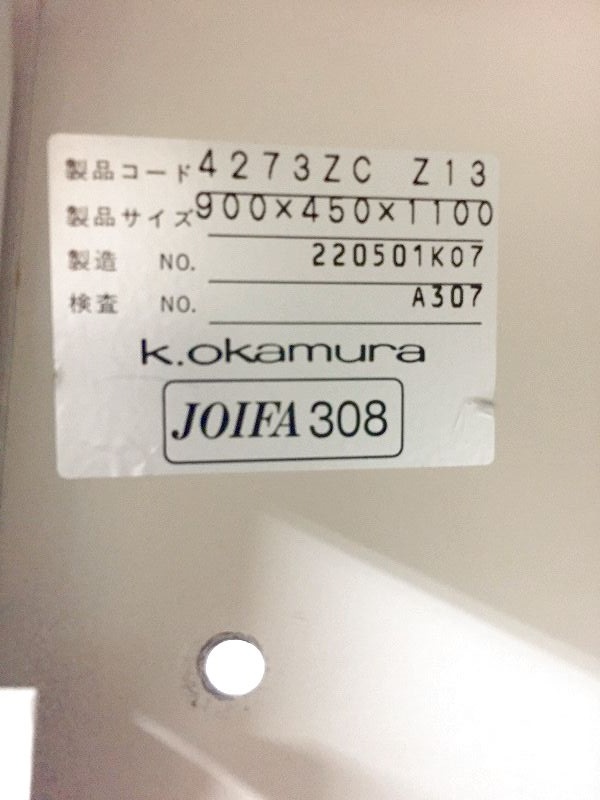 製品コード 4273ZC Z13
製品サイズ 900×450×1100
製造 NO. 220501K07
検査 NO. A307
k.okamura
JOIFA 308